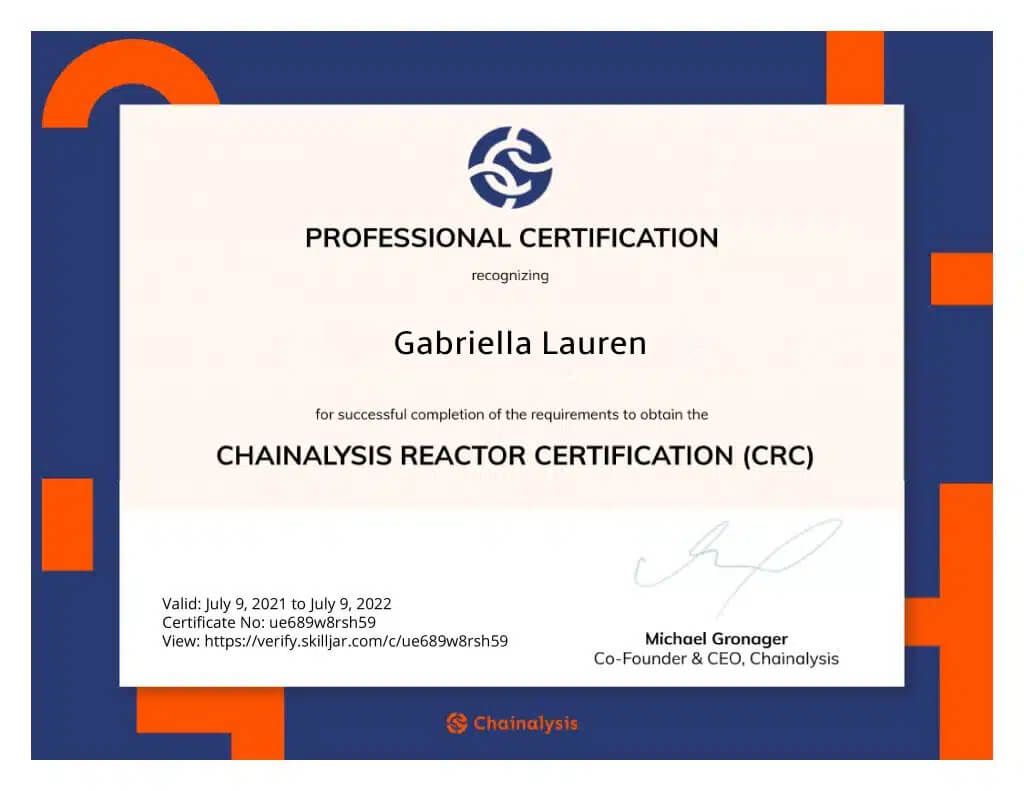 PROFESSIONAL CERTIFICATION
recognizing
Gabriella Lauren
for successful completion of the requirements to obtain the
CHAINALYSIS REACTOR CERTIFICATION (CRC)
Valid: July 9, 2021 to July 9, 2022
Certificate No: ue689w8rsh59
View: https://verify.skilljar.com/c/ue689w8rsh59
Michael Gronager
Co-Founder & CEO, Chainalysis
Chainalysis